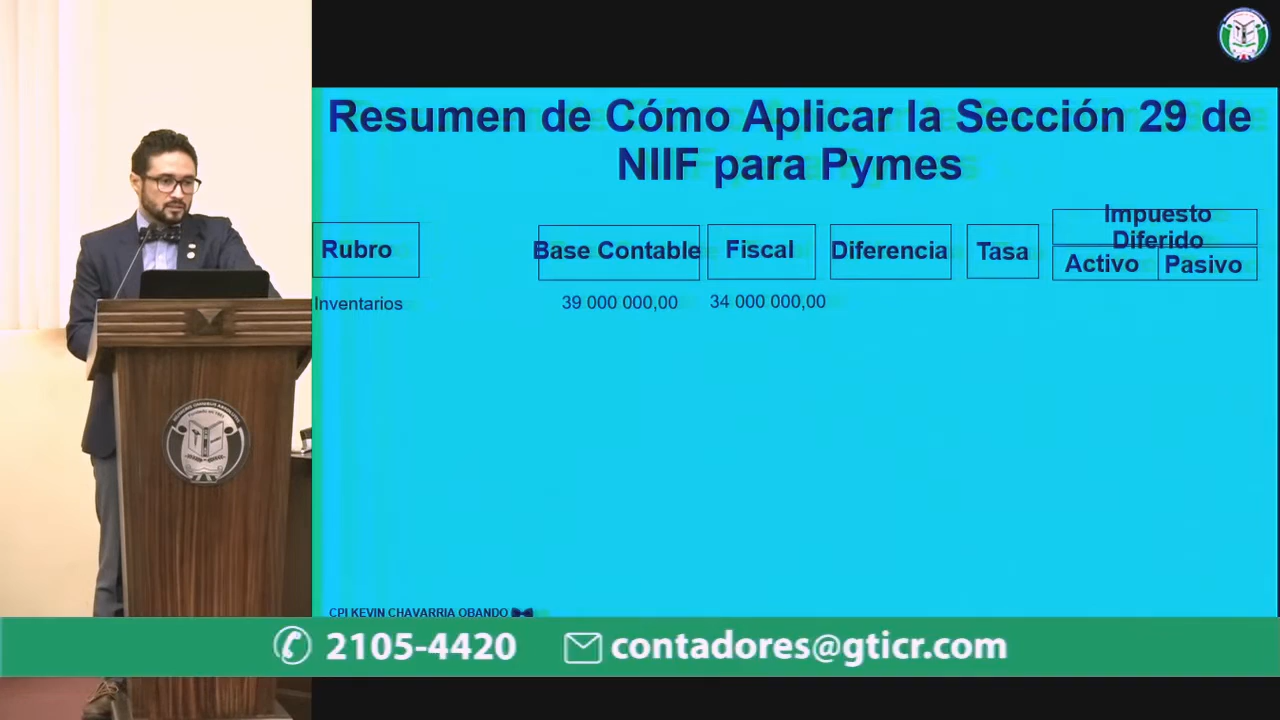 Resumen de Cómo Aplicar la Sección 29 de
NIIF para Pymes
Rubro
Base Contable
Fiscal
Diferencia
Tasa
Impuesto
Diferido
Activo
Pasivo
Inventarios
39 000 000,00
34 000 000,00
CPI KEVIN CHAVARRIA OBANDO
2105-4420
contadores@gticr.com